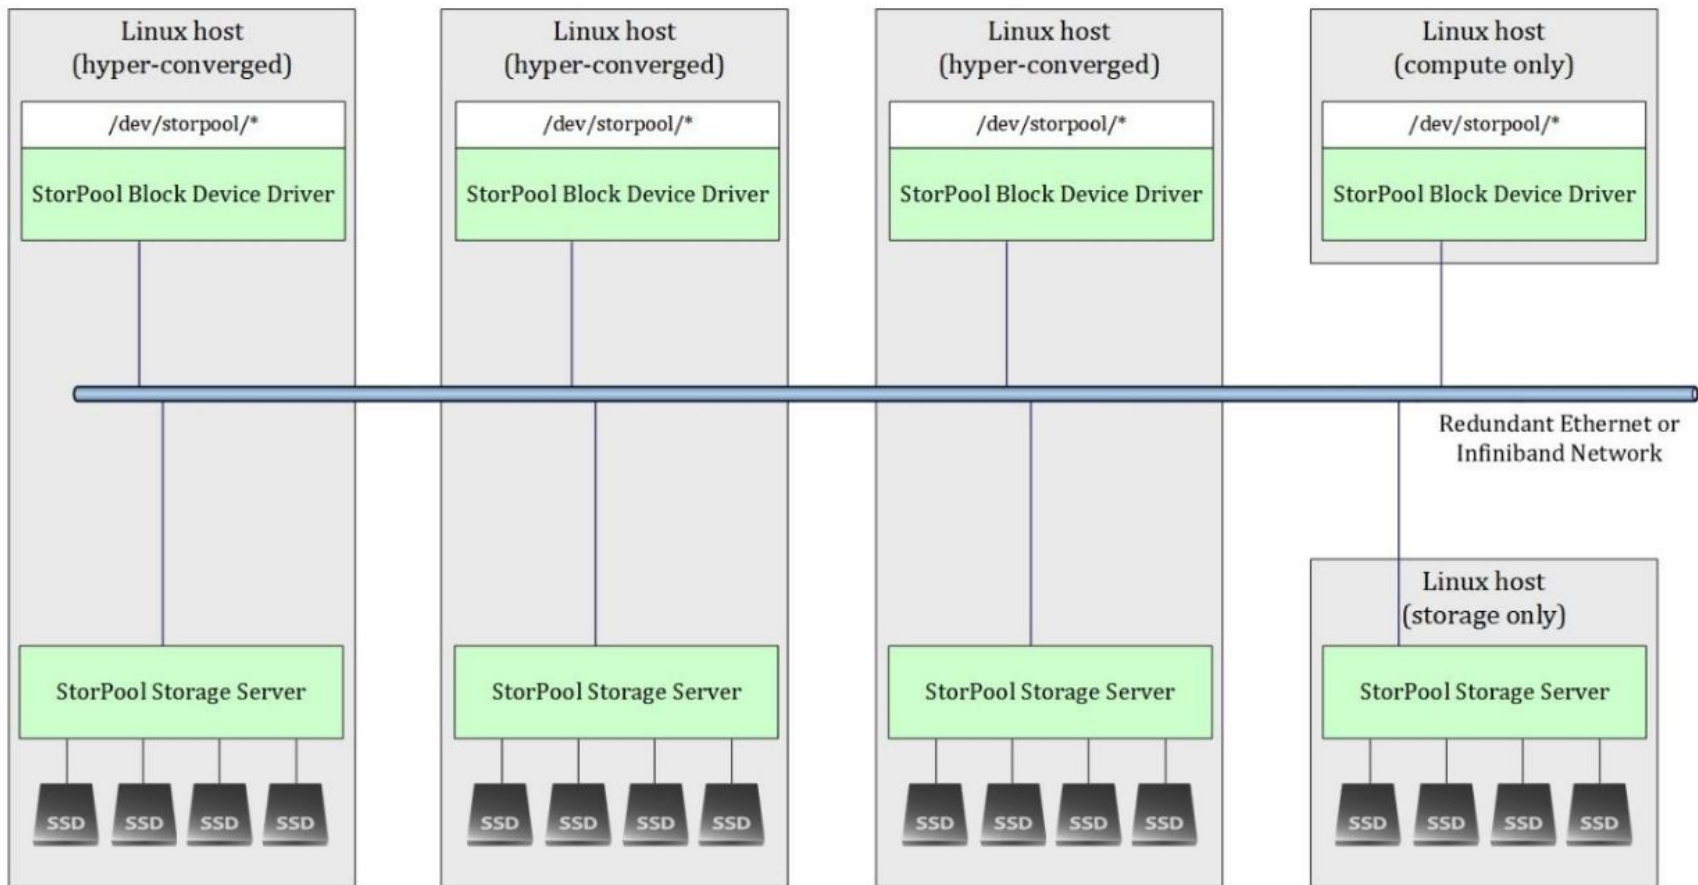 Linux host
(hyper-converged)
/dev/storpool/*
StorPool Block Device Driver
StorPool Storage Server
SSD SSD SSD SSD
Linux host
(hyper-converged)
/dev/storpool/*
StorPool Block Device Driver
StorPool Storage Server
SSD SSD SSD SSD
Linux host
(hyper-converged)
/dev/storpool/*
StorPool Block Device Driver
StorPool Storage Server
SSD SSD SSD SSD
Linux host
(compute only)
/dev/storpool/*
StorPool Block Device Driver
Redundant Ethernet or
Infiniband Network
Linux host
(storage only)
StorPool Storage Server
SSD SSD SSD SSD